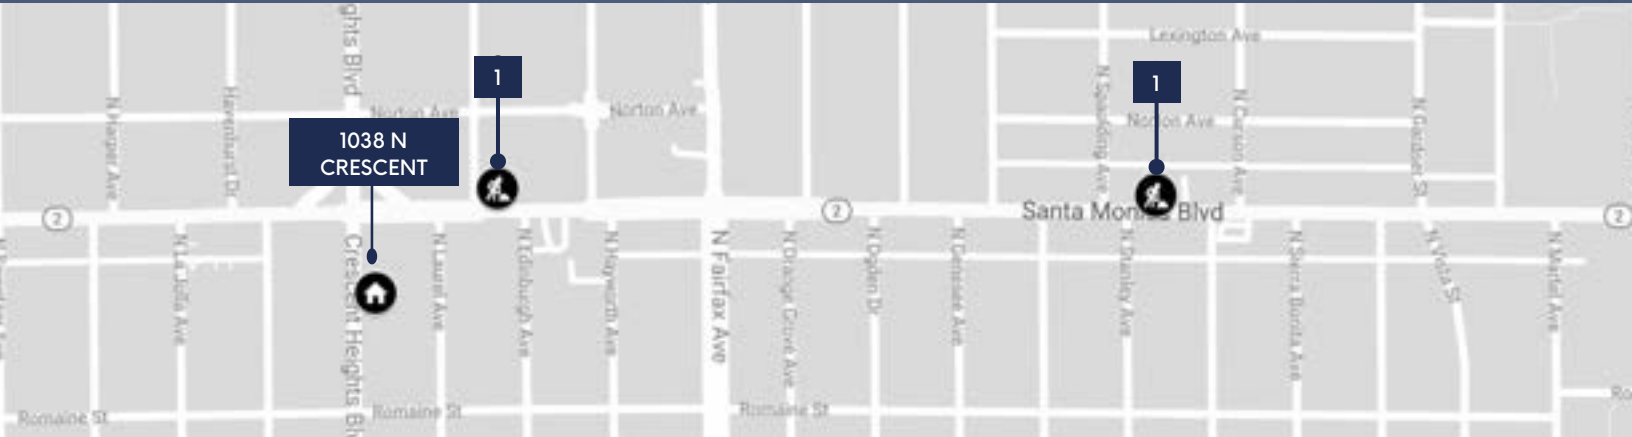 ghts Blvd
Lexington Ave
1
1
N Harper Ave
Havenhurst Dr
Norton Ave
Norton Ave
N Spaulding Ave
Norton Ave
N Curson Ave
N Gardner St
1038 N
CRESCENT
2
2
Santa Monica Blvd
2
N La Jolla Ave
Crescent Heights Bl
N Laurel Ave
N Edinburgh Ave
N Hayworth Ave
N Fairfax Ave
N Orange Grove Ave
N Ogden Dr
N Genesee Ave
N Stanley Ave
N Sierra Bonita Ave
N Vista St
N Martel Ave
Romaine St
Romaine St
Romaine St
Ro